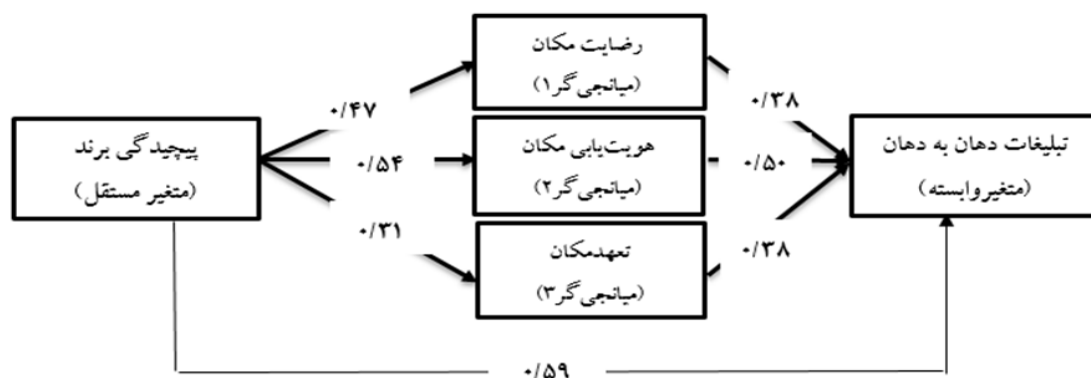 رضایت مکان
(میانجی‌گر۱)
۰/۴۷
۰/۳۸
پیچیدگی برند
(متغیر مستقل)
هویت‌یابی مکان
(میانجی‌گر۲)
تبلیغات دهان به دهان
(متغیروابسته)
۰/۵۴
۰/۵۰
۰/۳۱
تعهدمکان
(میانجی‌گر۳)
۰/۳۸
۰/۵۹